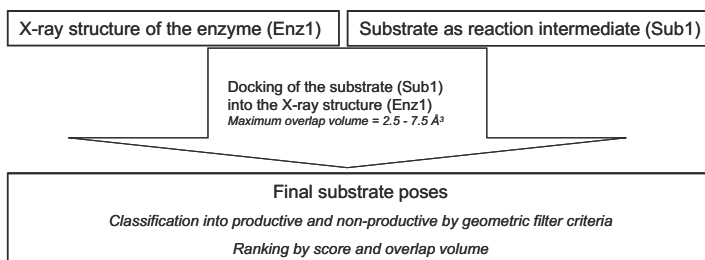 X-ray structure of the enzyme (Enz1)
Substrate as reaction intermediate (Sub1)
Docking of the substrate (Sub1)
into the X-ray structure (Enz1)
Maximum overlap volume = 2.5 - 7.5 Å³
Final substrate poses
Classification into productive and non-productive by geometric filter criteria
Ranking by score and overlap volume